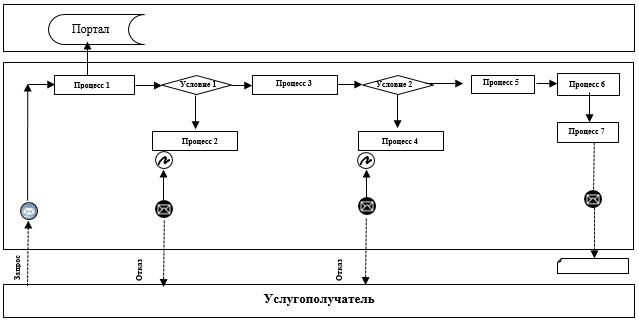 Портал
Процесс 1
Условие 1
Процесс 3
Условие 2
Процесс 5
Процесс 6
Процесс 2
Процесс 4
Процесс 7
Запрос
Отказ
Отказ
Услугополучатель